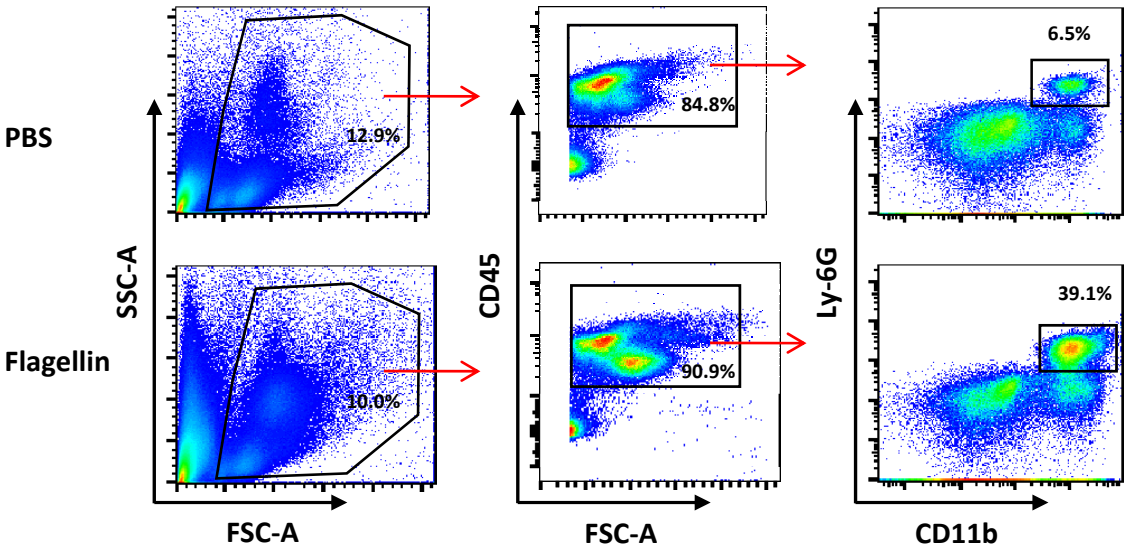 PBS
SSC-A
12.9%
CD45
84.8%
Ly-6G
6.5%
Flagellin
10.0%
90.9%
39.1%
FSC-A
FSC-A
CD11b